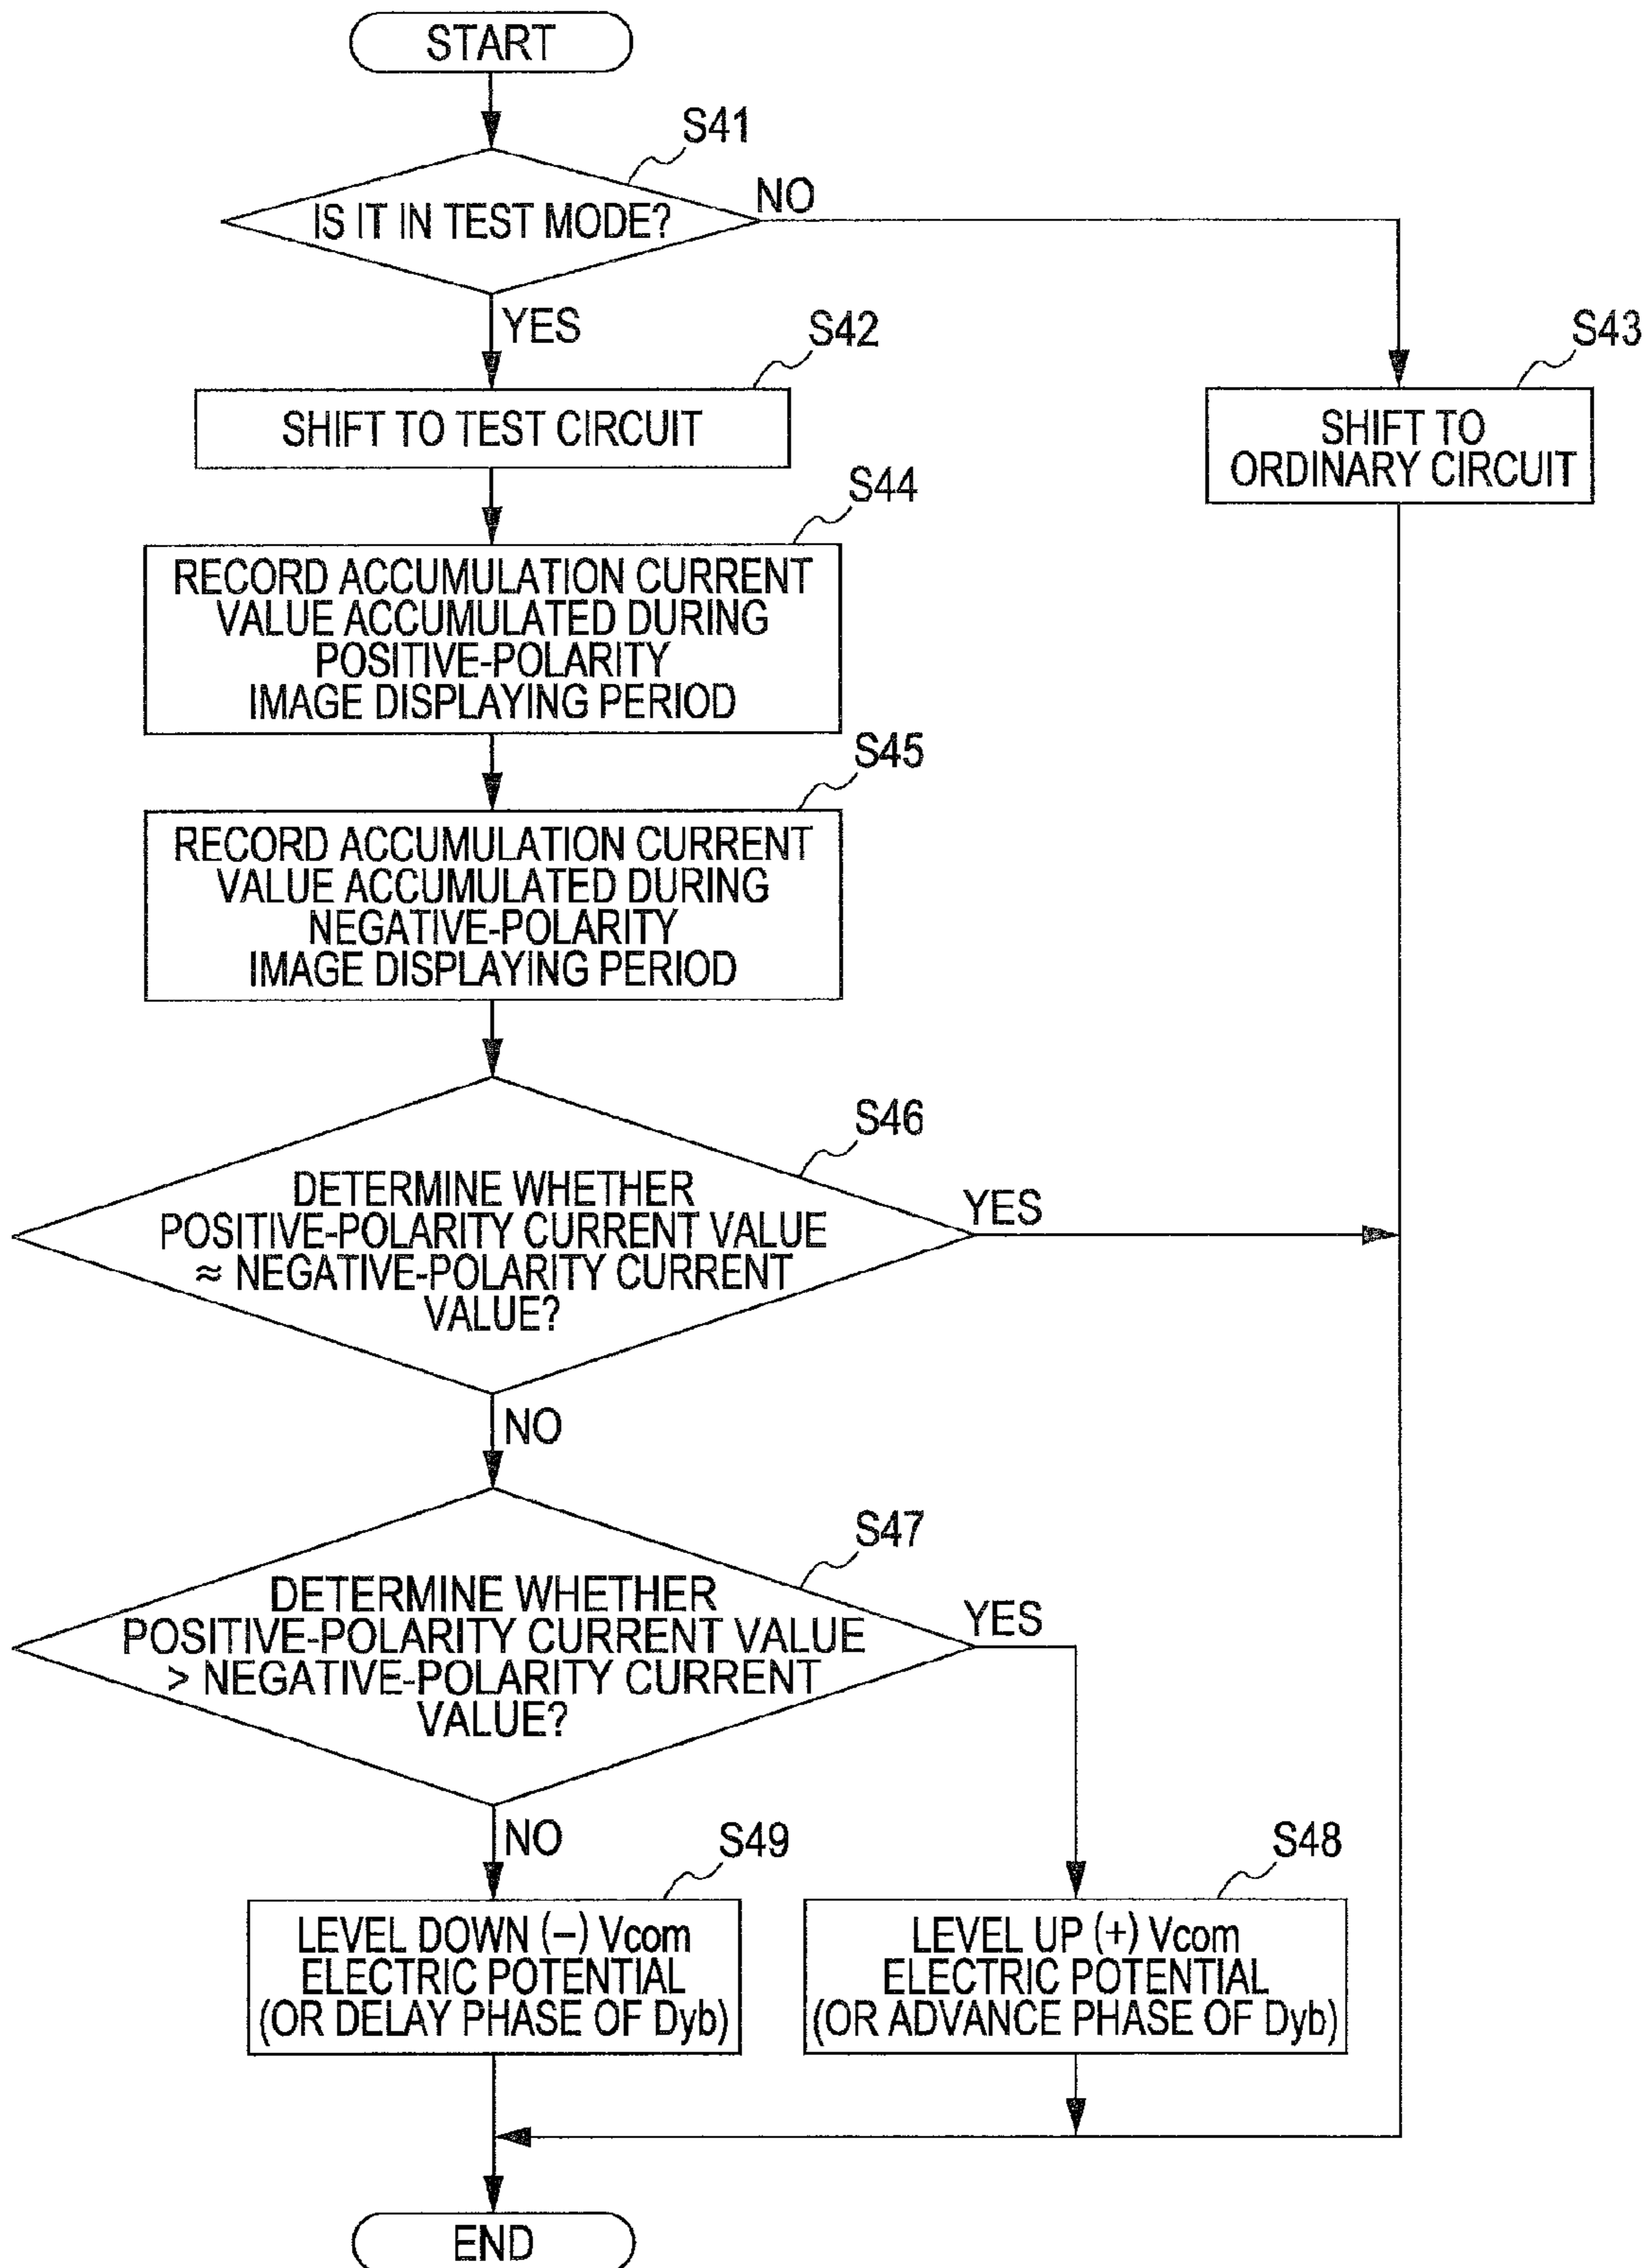 START
S41
IS IT IN TEST MODE?
NO
YES
S42
SHIFT TO TEST CIRCUIT
S43
SHIFT TO
ORDINARY CIRCUIT
S44
RECORD ACCUMULATION CURRENT
VALUE ACCUMULATED DURING
POSITIVE-POLARITY
IMAGE DISPLAYING PERIOD
S45
RECORD ACCUMULATION CURRENT
VALUE ACCUMULATED DURING
NEGATIVE-POLARITY
IMAGE DISPLAYING PERIOD
S46
DETERMINE WHETHER
POSITIVE-POLARITY CURRENT VALUE
≈ NEGATIVE-POLARITY CURRENT
VALUE?
YES
NO
S47
DETERMINE WHETHER
POSITIVE-POLARITY CURRENT VALUE
> NEGATIVE-POLARITY CURRENT
VALUE?
YES
NO
S49
LEVEL DOWN (–) Vcom
ELECTRIC POTENTIAL
(OR DELAY PHASE OF Dyb)
S48
LEVEL UP (+) Vcom
ELECTRIC POTENTIAL
(OR ADVANCE PHASE OF Dyb)
END